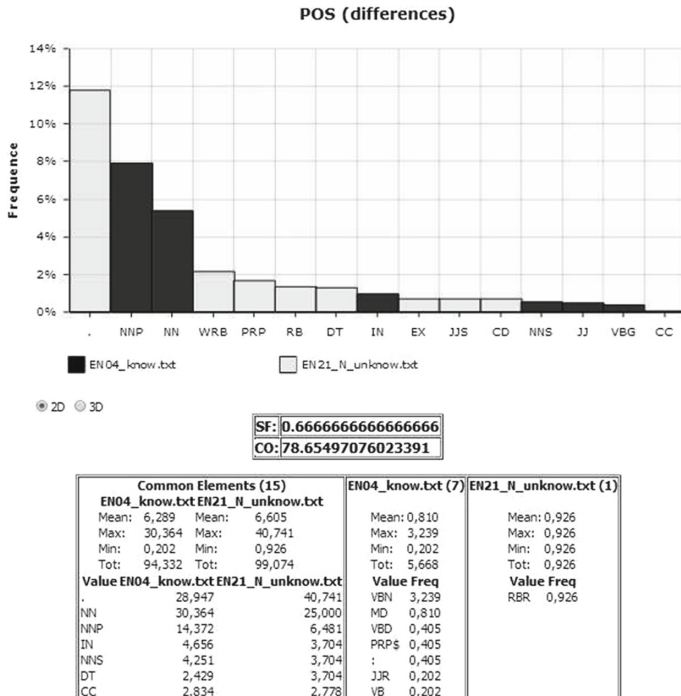 POS (differences)
14%
12%
10%
8%
6%
4%
2%
0%
Frequence
. NNP NN WRB PRP RB DT IN EX JJS CD NNS JJ VBG CC
EN04_know.txt EN21_N_unknow.txt
2D 3D
SF: 0.6666666666666666
CO: 78.65497076023391
Common Elements (15) EN04_know.txt (7) EN21_N_unknow.txt (1)
EN04_know.txt EN21_N_unknow.txt
Mean: 6,289 Mean: 6,605 Mean: 0,810 Mean: 0,926
Max: 30,364 Max: 40,741 Max: 3,239 Max: 0,926
Min: 0,202 Min: 0,926 Min: 0,202 Min: 0,926
Tot: 94,332 Tot: 99,074 Tot: 5,668 Tot: 0,926
Value EN04_know.txt EN21_N_unknow.txt Value Freq Value Freq
. 28,947 40,741 VBN 3,239 RBR 0,926
NN 30,364 25,000 MD 0,810
NNP 14,372 6,481 VBD 0,405
IN 4,656 3,704 PRP$ 0,405
NNS 4,251 3,704 : 0,405
DT 2,429 3,704 JJR 0,202
CC 2,834 2,778 VB 0,202